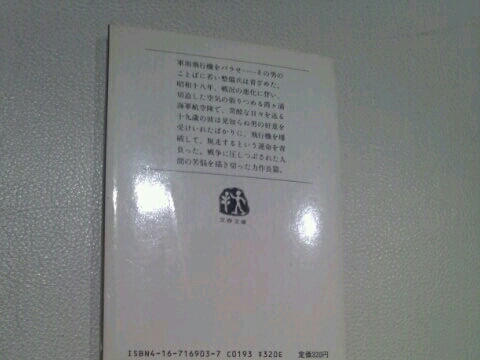 軍用飛行機をバラせ……その男の
ことばに若い整備兵は青ざめた。
昭和十八年、戦況の悪化に伴い、
切迫した空気の張りつめる霞ヶ浦
海軍航空隊で、苛酷な日々を送る
十九歳の彼は見知らぬ男の好意を
受けいれたばかりに、飛行機を爆
破して、脱走するという運命を背
負った。戦争に圧しつぶされた人
間の苦悩を描き切った力作長篇。
文春文庫
ISBN4-16-716903-7 C0193 ¥320E 定価320円